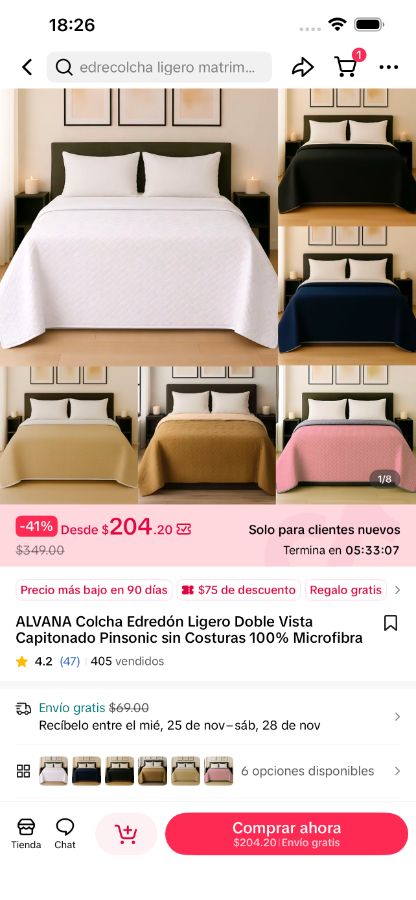 18:26
edrecolcha ligero matrim...
1
1/8
-41% Desde $204.20
Solo para clientes nuevos
$349.00
Termina en 05:33:07
Precio más bajo en 90 días
$75 de descuento
Regalo gratis
ALVANA Colcha Edredón Ligero Doble Vista
Capitonado Pinsonic sin Costuras 100% Microfibra
4.2 (47) 405 vendidos
Envío gratis $69.00
Recíbelo entre el mié, 25 de nov–sáb, 28 de nov
6 opciones disponibles
Tienda
Chat
Comprar ahora
$204.20 | Envío gratis